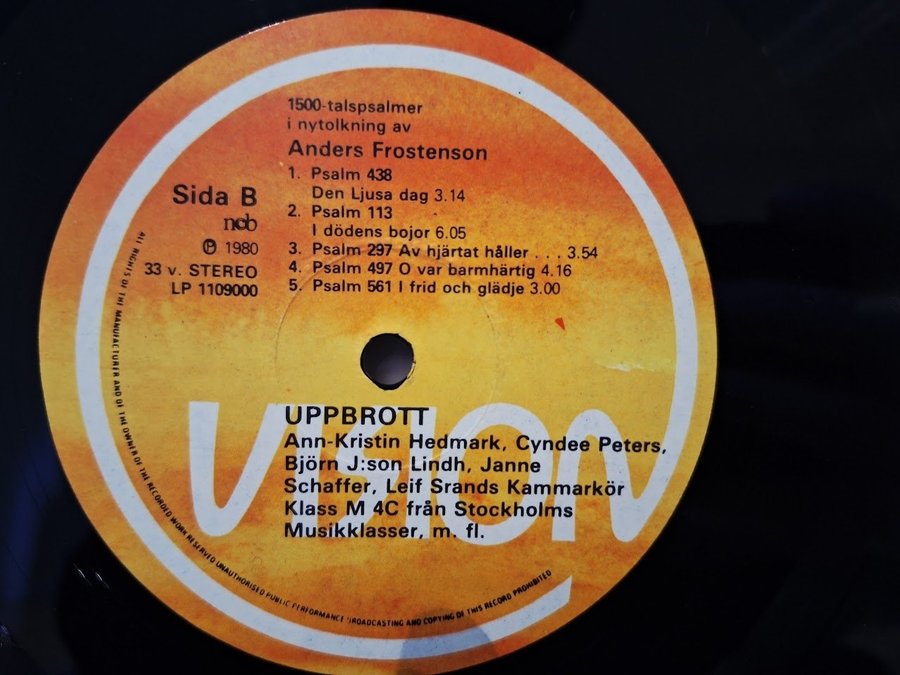 1500-talspsalmer
i nytolkning av
Anders Frostenson
1. Psalm 438
Den Ljusa dag 3.14
2. Psalm 113
I dödens bojor 6.05
3. Psalm 297 Av hjärtat håller . . . 3.54
4. Psalm 497 O var barmhärtig 4.16
5. Psalm 561 I frid och glädje 3.00
Sida B
ncb
℗ 1980
33 v. STEREO
LP 1109000
VISION
UPPBROTT
Ann-Kristin Hedmark, Cyndee Peters,
Björn J:son Lindh, Janne
Schaffer, Leif Srands Kammarkör
Klass M 4C från Stockholms
Musikklasser, m. fl.
ALL RIGHTS OF THE MANUFACTURER AND OF THE OWNER OF THE RECORDED WORK RESERVED UNAUTHORISED PUBLIC PERFORMANCE BROADCASTING AND COPYING OF THIS RECORD PROHIBITED